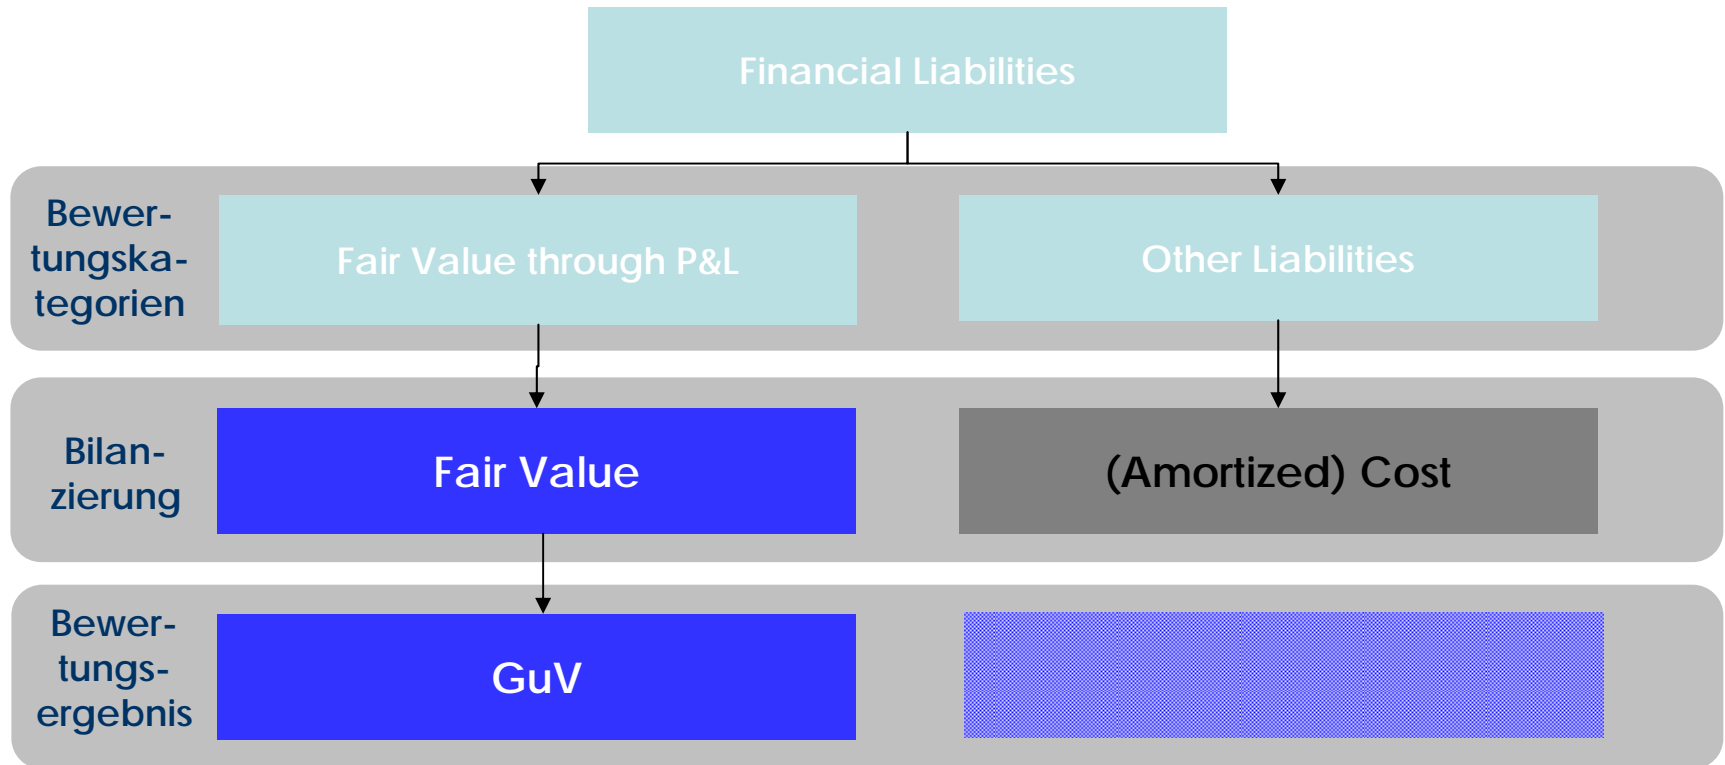 Financial Liabilities
Bewer-
tungska-
tegorien
Fair Value through P&L
Other Liabilities
Bilan-
zierung
Fair Value
(Amortized) Cost
Bewer-
tungs-
ergebnis
GuV